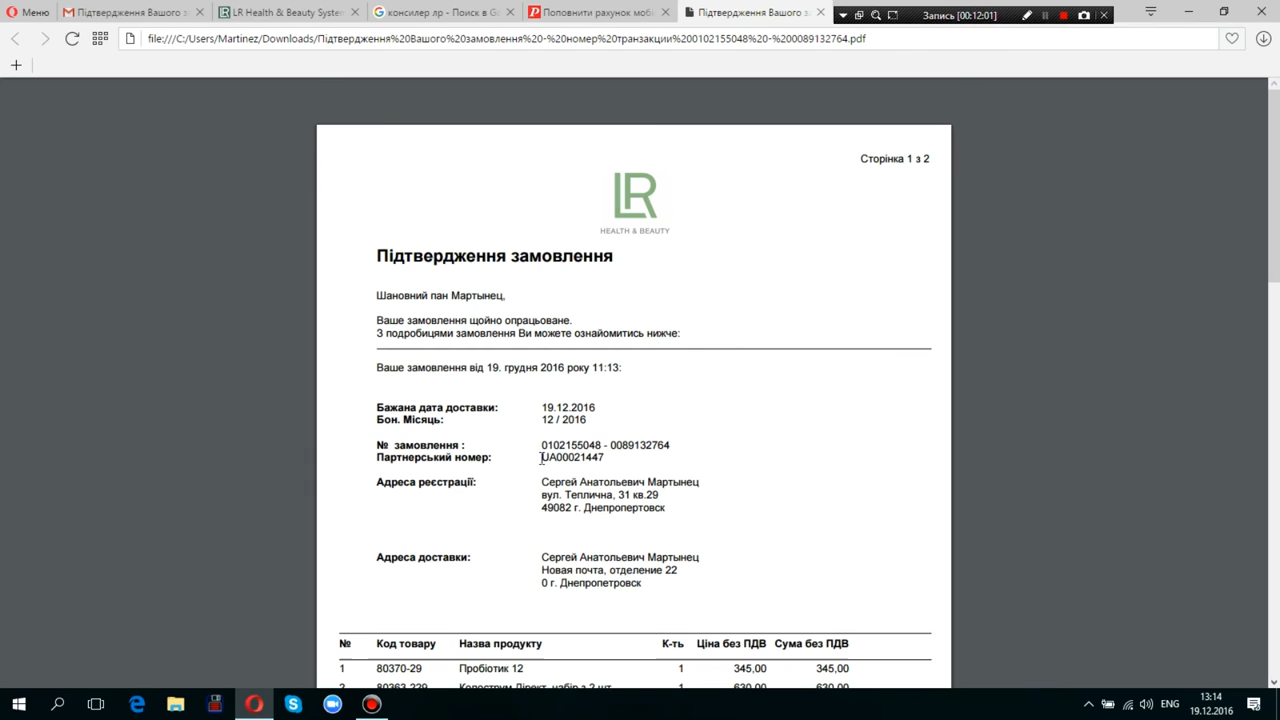 Меню
Підтвердження Вашого з
LR Health & Beauty System
консилер лр - Поиск в Go
Поповнити рахунок мобі
Підтвердження Вашого з
Запись [00:12:01]
file:///C:/Users/Martinez/Downloads/Підтвердження%20Вашого%20замовлення%20-%20номер%20транзакции%200102155048%20-%200089132764.pdf
Сторінка 1 з 2
LR
HEALTH & BEAUTY
Підтвердження замовлення
Шановний пан Мартынец,
Ваше замовлення щойно опрацьоване.
З подробицями замовлення Ви можете ознайомитись нижче:
Ваше замовлення від 19. грудня 2016 року 11:13:
Бажана дата доставки: 19.12.2016
Бон. Місяць: 12 / 2016
№ замовлення : 0102155048 - 0089132764
Партнерський номер: UA00021447
Адреса реєстрації: Сергей Анатольевич Мартынец
вул. Теплична, 31 кв.29
49082 г. Днепропертовск
Адреса доставки: Сергей Анатольевич Мартынец
Новая почта, отделение 22
0 г. Днепропетровск
№ Код товару Назва продукту К-ть Ціна без ПДВ Сума без ПДВ
1 80370-29 Пробіотик 12 1 345,00 345,00
2 80363-229 Колострум Дірект, набір з 2 шт. 1 630,00 630,00
ENG
13:14
19.12.2016